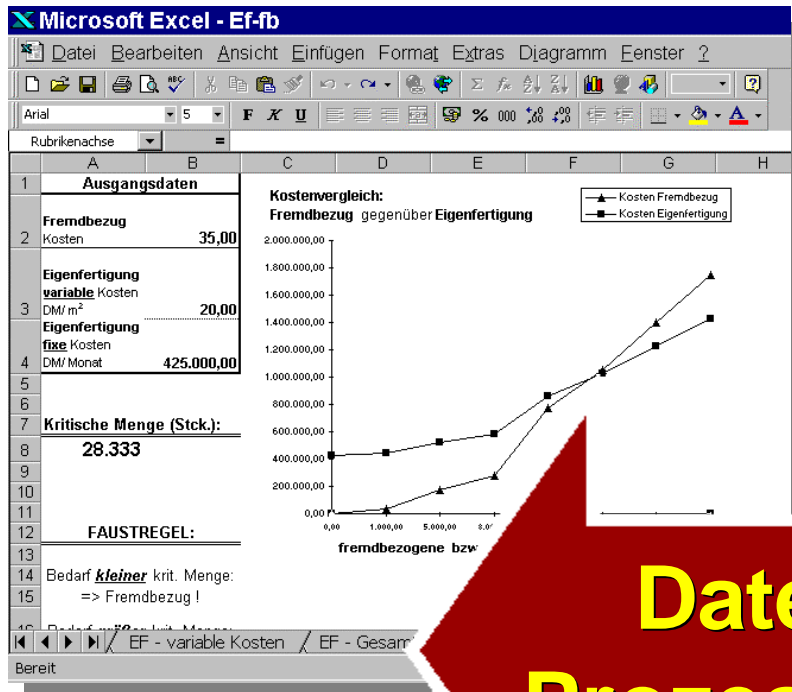 Microsoft Excel - Ef-fb
Datei Bearbeiten Ansicht Einfügen Format Extras Diagramm Fenster ?
Arial 5 F K U % 000
Rubrikenachse =
A B C D E F G H
1 Ausgangsdaten
2 Fremdbezug
Kosten 35,00
3 Eigenfertigung
variable Kosten
DM/ m² 20,00
4 Eigenfertigung
fixe Kosten
DM/ Monat 425.000,00
5
6
7 Kritische Menge (Stck.):
8 28.333
9
10
11
12 FAUSTREGEL:
13
14 Bedarf kleiner krit. Menge:
15 => Fremdbezug !
Kostenvergleich:
Fremdbezug gegenüber Eigenfertigung
Kosten Fremdbezug
Kosten Eigenfertigung
2.000.000,00
1.800.000,00
1.600.000,00
1.400.000,00
1.200.000,00
1.000.000,00
800.000,00
600.000,00
400.000,00
200.000,00
0,00
0,00 1.000,00 5.000,00
fremdbezogene bzw
EF - variable Kosten EF - Gesam
Bereit
Date